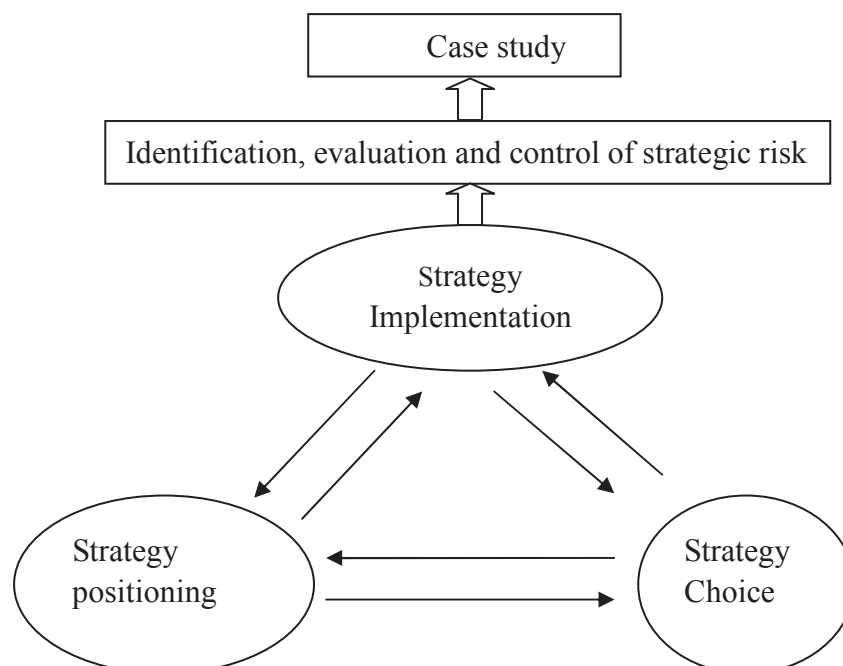 Case study
Identification, evaluation and control of strategic risk
Strategy
Implementation
Strategy
positioning
Strategy
Choice